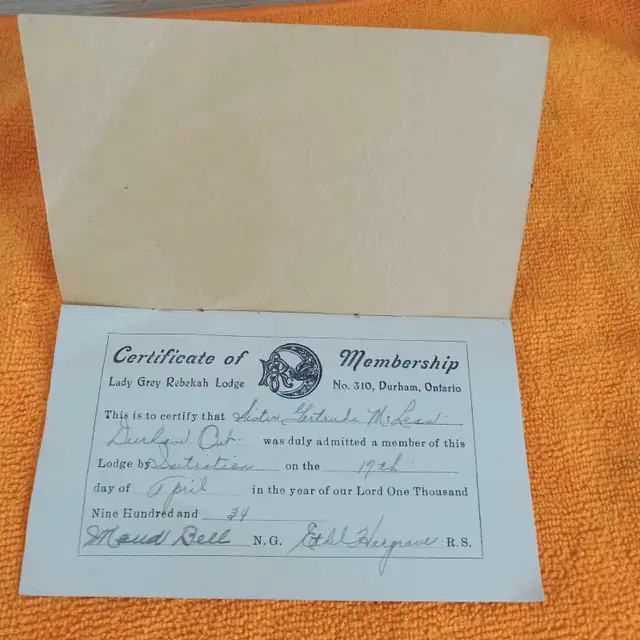 Certificate of Membership
Lady Grey Rebekah Lodge No. 310, Durham, Ontario
This is to certify that Sister Gertrude McLean
Durham Ont. was duly admitted a member of this
Lodge by Initiation on the 19th
day of April in the year of our Lord One Thousand
Nine Hundred and 34
Maud Bell N.G. Ethel Hargrave R.S.